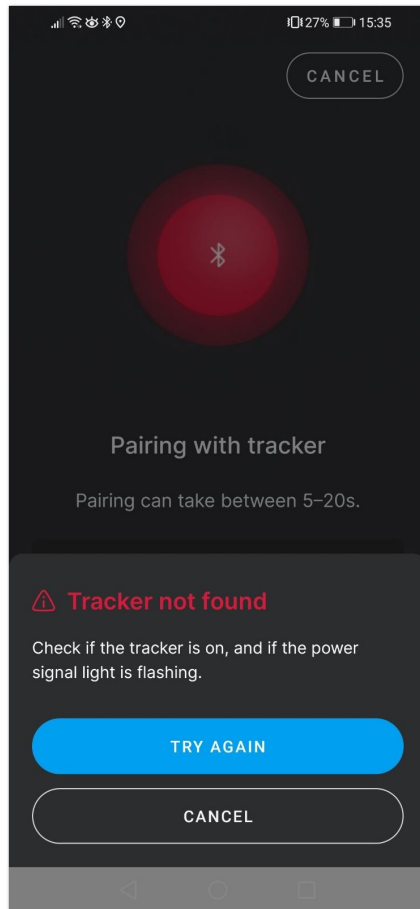 27% 15:35
CANCEL
Pairing with tracker
Pairing can take between 5–20s.
Tracker not found
Check if the tracker is on, and if the power
signal light is flashing.
TRY AGAIN
CANCEL